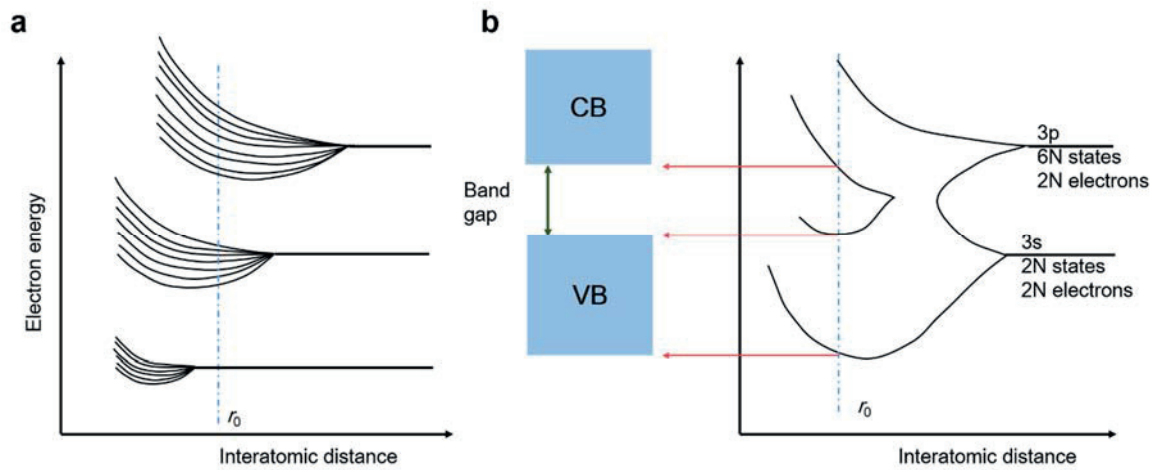 a
Electron energy
r0
Interatomic distance
b
CB
Band
gap
VB
3p
6N states
2N electrons
3s
2N states
2N electrons
r0
Interatomic distance